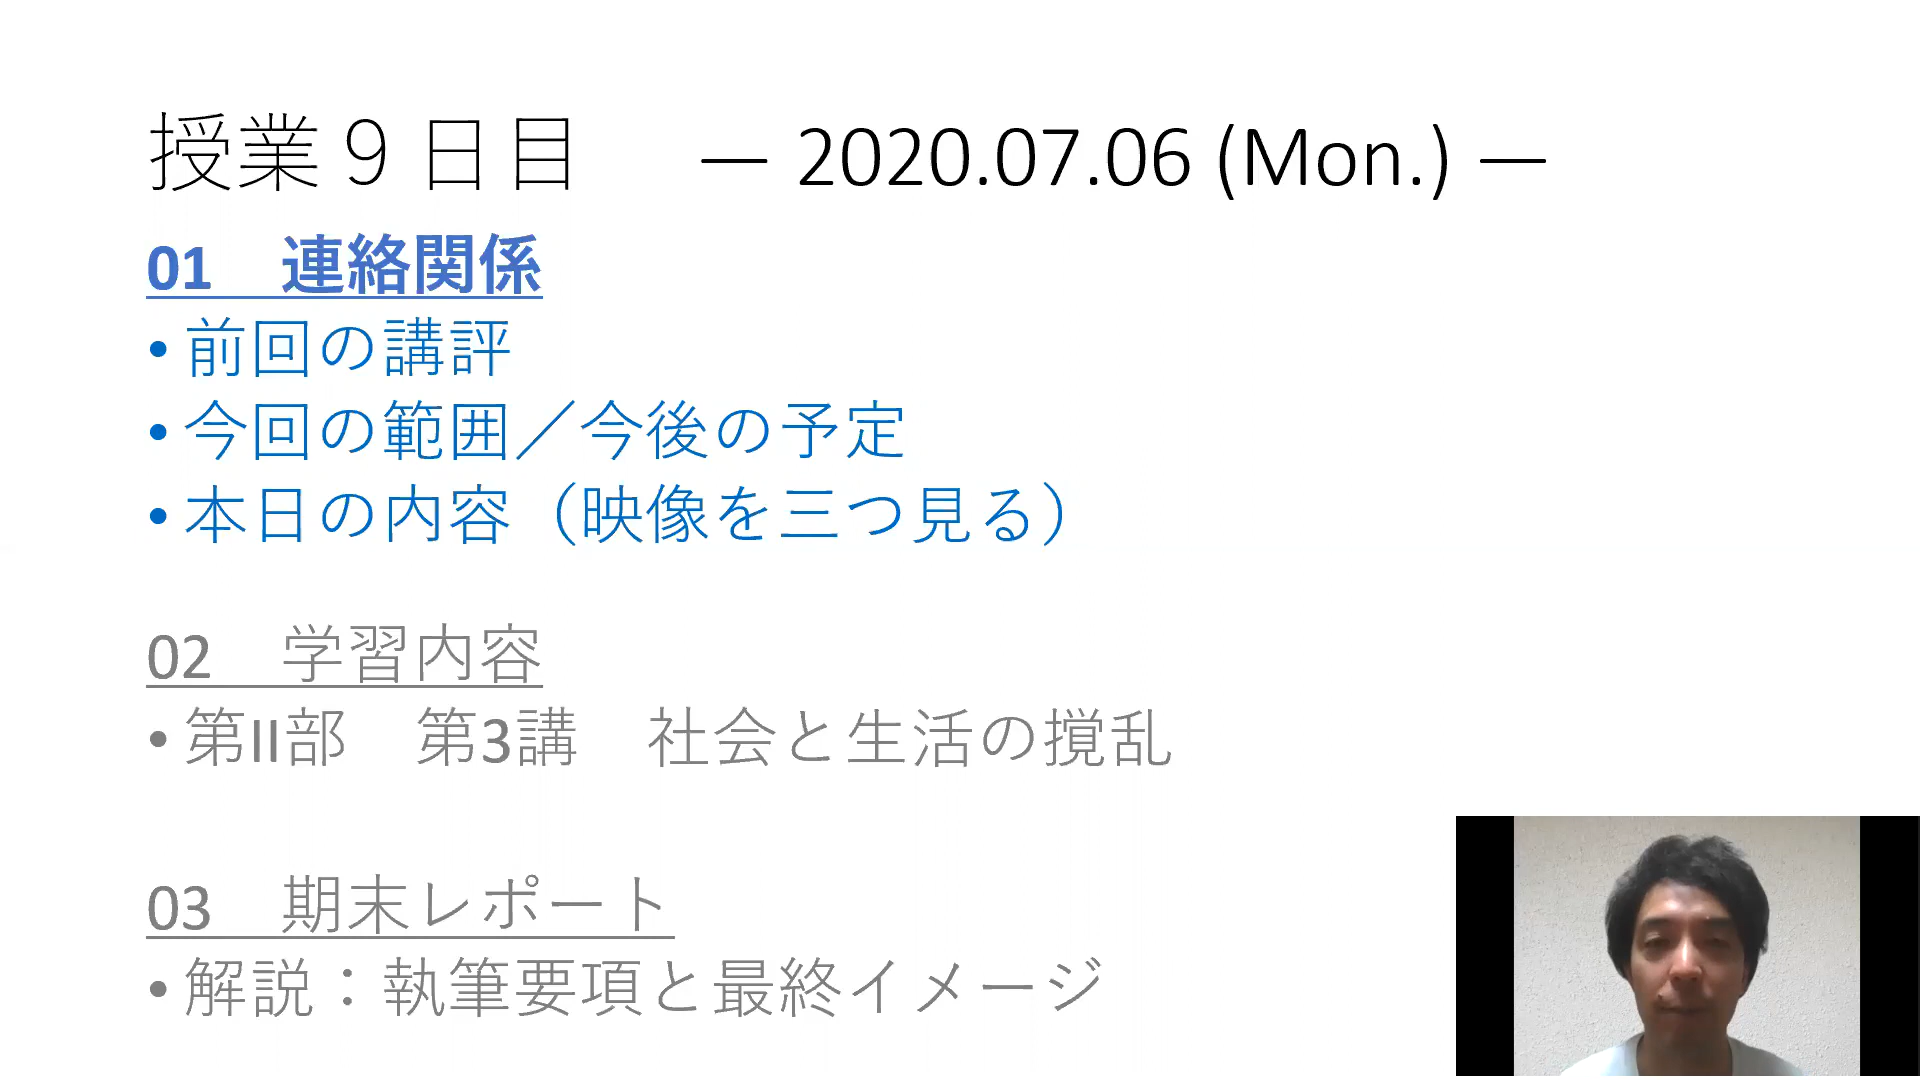 授業９日目　― 2020.07.06 (Mon.) ―
01　連絡関係
• 前回の講評
• 今回の範囲／今後の予定
• 本日の内容（映像を三つ見る）
02　学習内容
• 第II部　第3講　社会と生活の撹乱
03　期末レポート
• 解説：執筆要項と最終イメージ